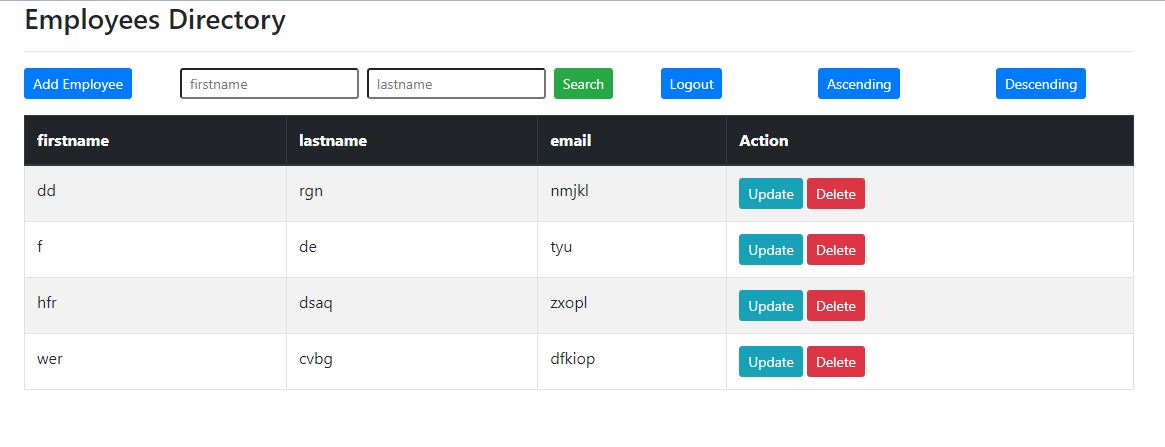 Employees Directory
Add Employee firstname lastname Search Logout Ascending Descending
firstname lastname email Action
dd rgn nmjkl Update Delete
f de tyu Update Delete
hfr dsaq zxopl Update Delete
wer cvbg dfkiop Update Delete